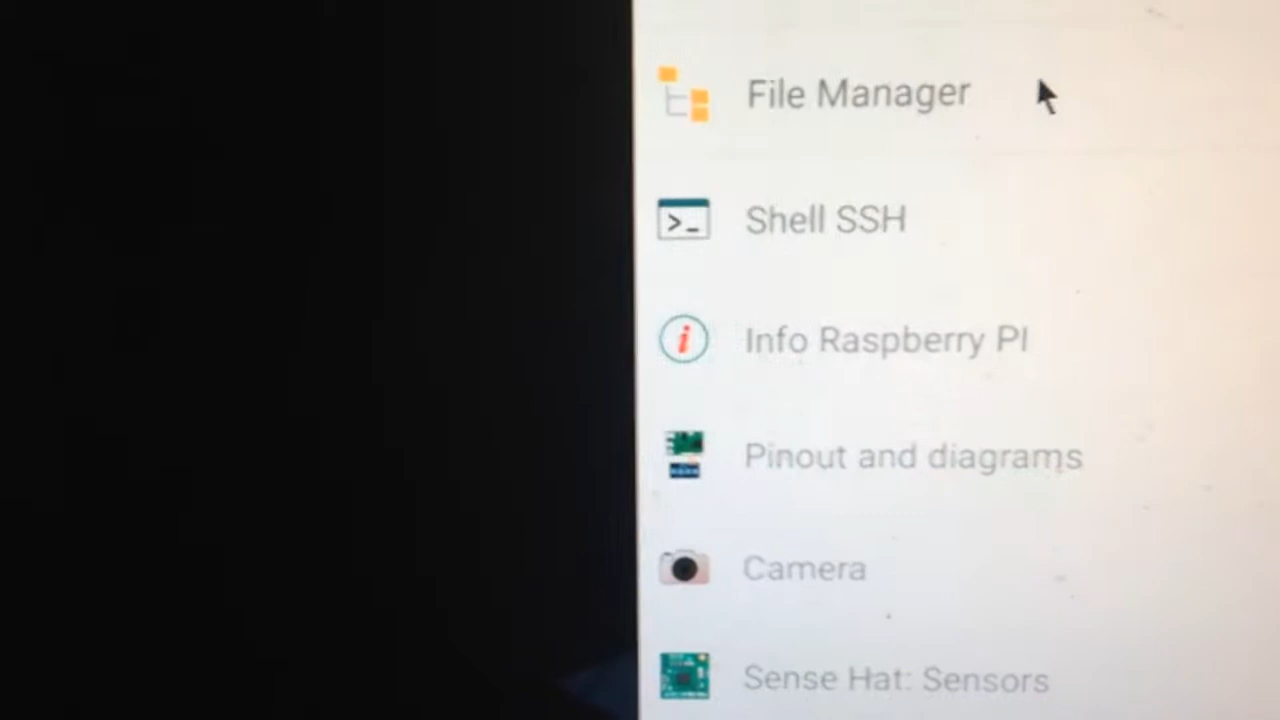 File Manager
Shell SSH
Info Raspberry PI
Pinout and diagrams
Camera
Sense Hat: Sensors